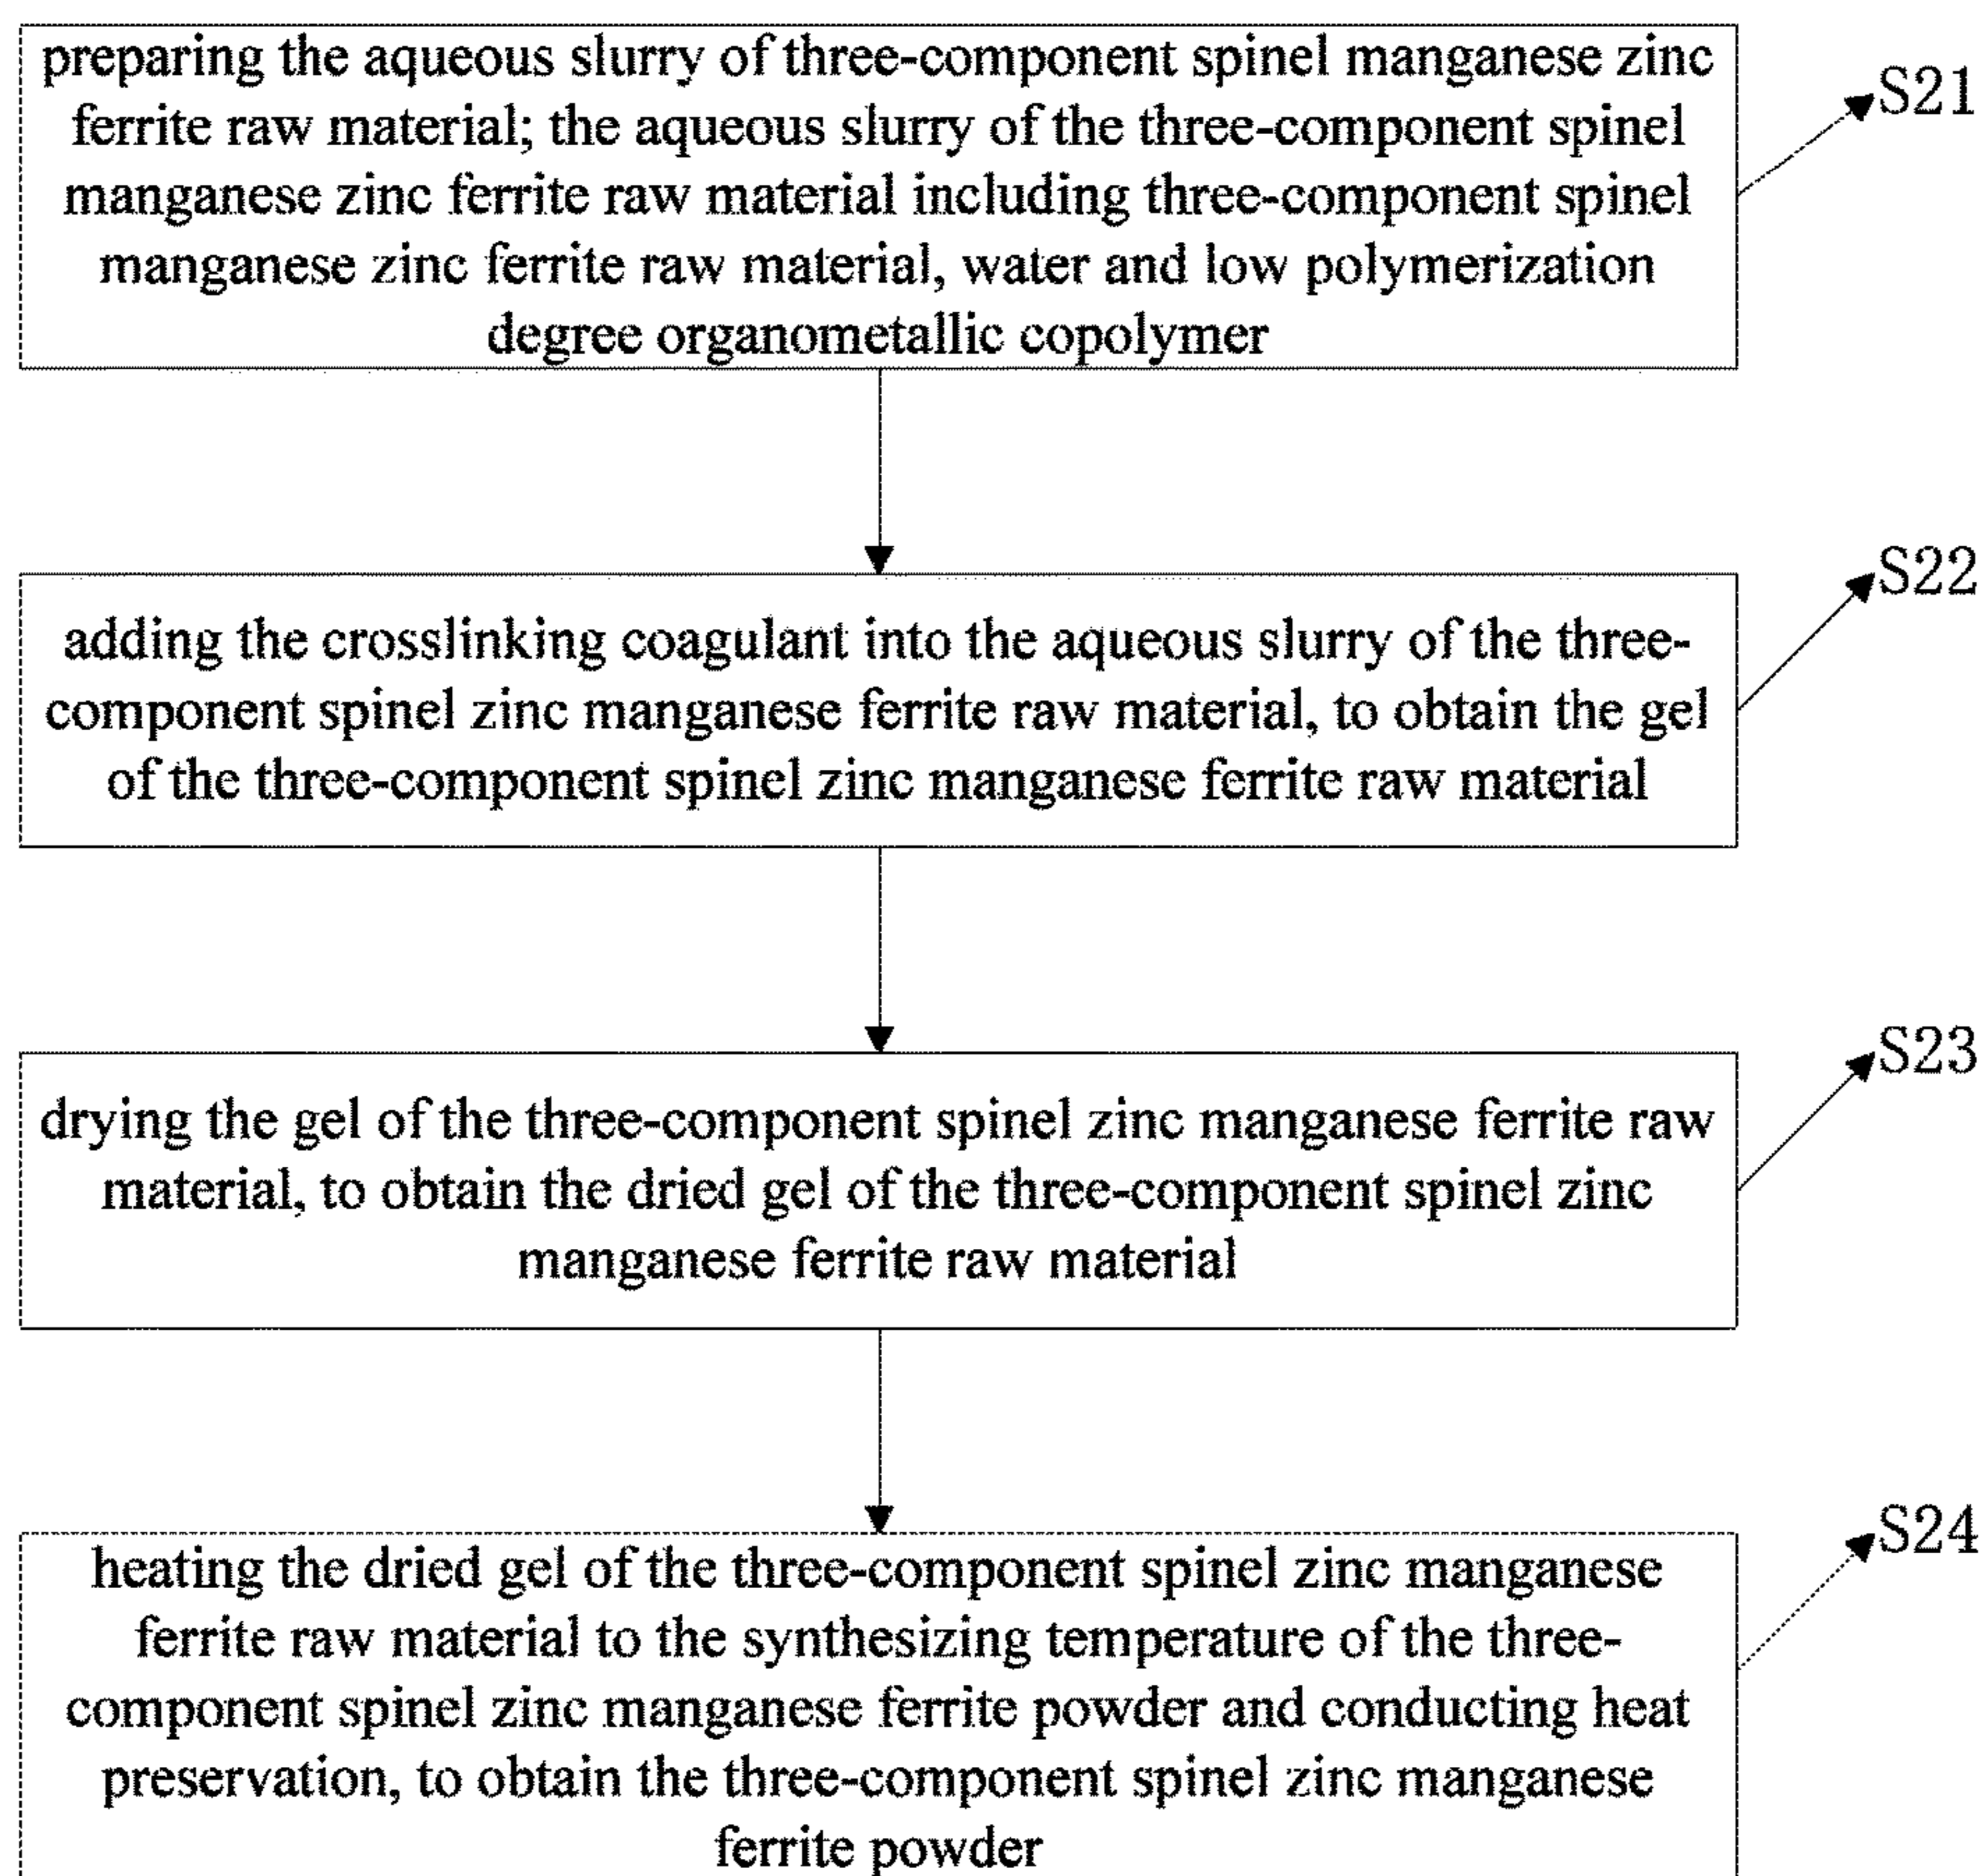 preparing the aqueous slurry of three-component spinel manganese zinc
ferrite raw material; the aqueous slurry of the three-component spinel
manganese zinc ferrite raw material including three-component spinel
manganese zinc ferrite raw material, water and low polymerization
degree organometallic copolymer
S21
adding the crosslinking coagulant into the aqueous slurry of the three-
component spinel zinc manganese ferrite raw material, to obtain the gel
of the three-component spinel zinc manganese ferrite raw material
S22
drying the gel of the three-component spinel zinc manganese ferrite raw
material, to obtain the dried gel of the three-component spinel zinc
manganese ferrite raw material
S23
heating the dried gel of the three-component spinel zinc manganese
ferrite raw material to the synthesizing temperature of the three-
component spinel zinc manganese ferrite powder and conducting heat
preservation, to obtain the three-component spinel zinc manganese
ferrite powder
S24